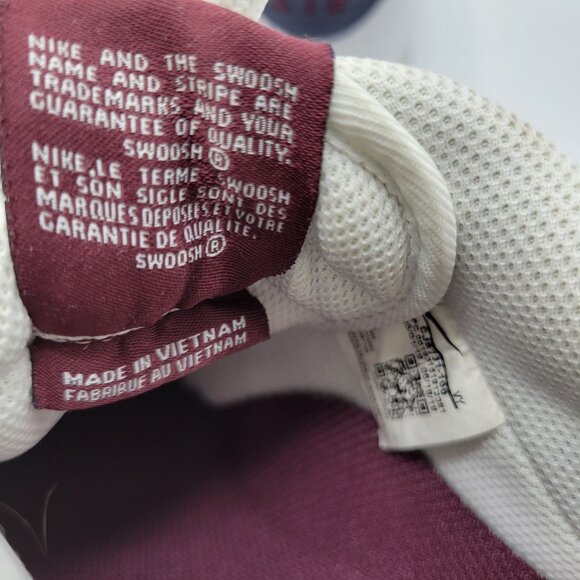 NIKE AND THE SWOOSH
NAME AND STRIPE ARE
TRADEMARKS AND YOUR
GUARANTEE OF QUALITY.
SWOOSH®
NIKE,LE TERME SWOOSH
ET SON SIGLE SONT DES
MARQUES DEPOSEES ET VOTRE
GARANTIE DE QUALITE.
SWOOSH®
MADE IN VIETNAM
FABRIQUÉ AU VIETNAM